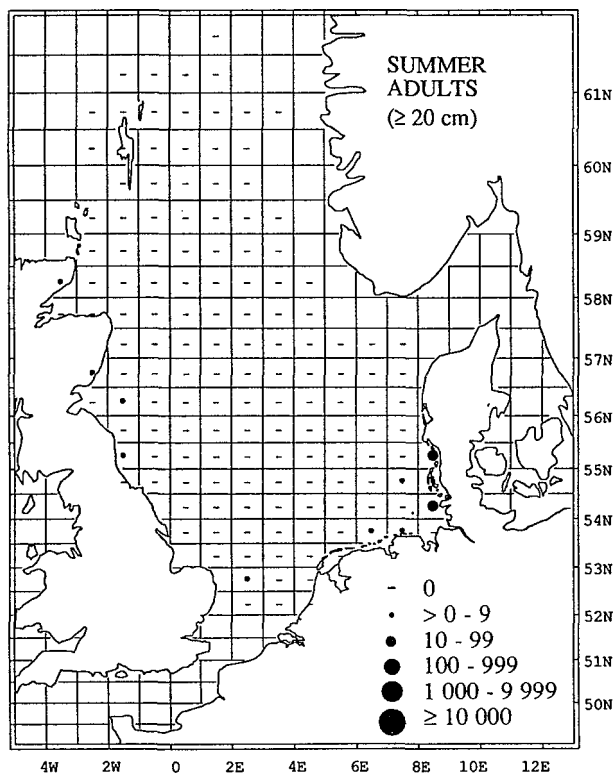 SUMMER
ADULTS
(≥ 20 cm)
61N
60N
59N
58N
57N
56N
55N
54N
53N
52N
51N
50N
- 0
> 0 - 9
10 - 99
100 - 999
1 000 - 9 999
≥ 10 000
4W 2W 0 2E 4E 6E 8E 10E 12E